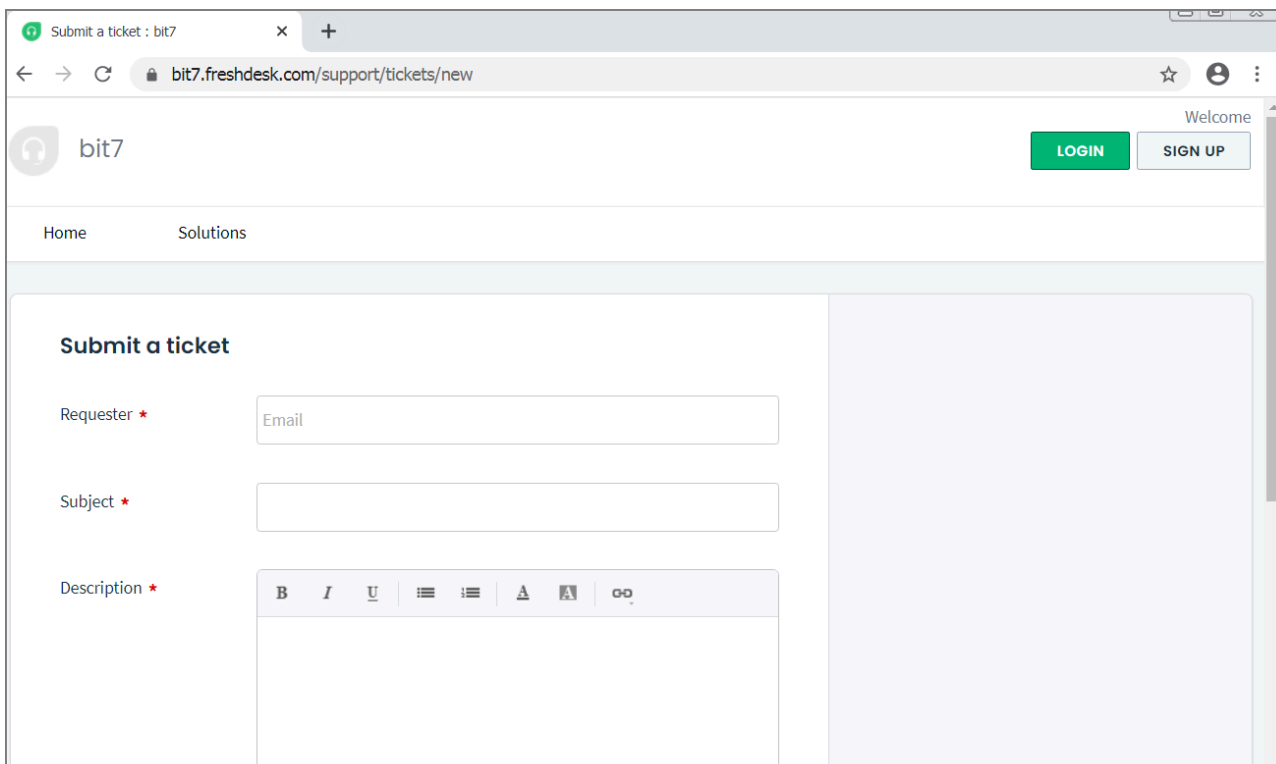 Submit a ticket : bit7
bit7.freshdesk.com/support/tickets/new
Welcome
bit7
LOGIN SIGN UP
Home Solutions
Submit a ticket
Requester *
Email
Subject *
Description *
B I U A A